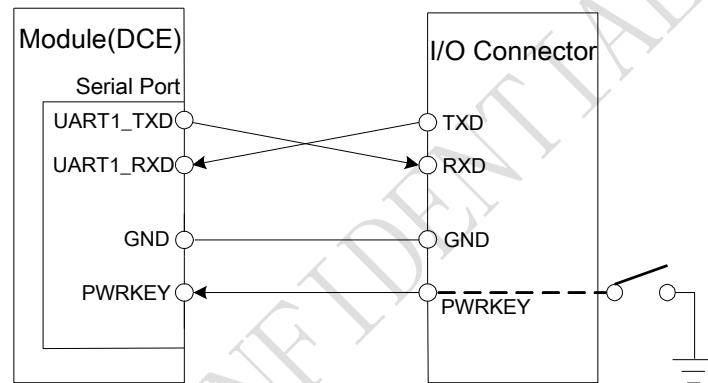 Module(DCE)
I/O Connector
Serial Port
UART1_TXD
TXD
UART1_RXD
RXD
GND
GND
PWRKEY
PWRKEY